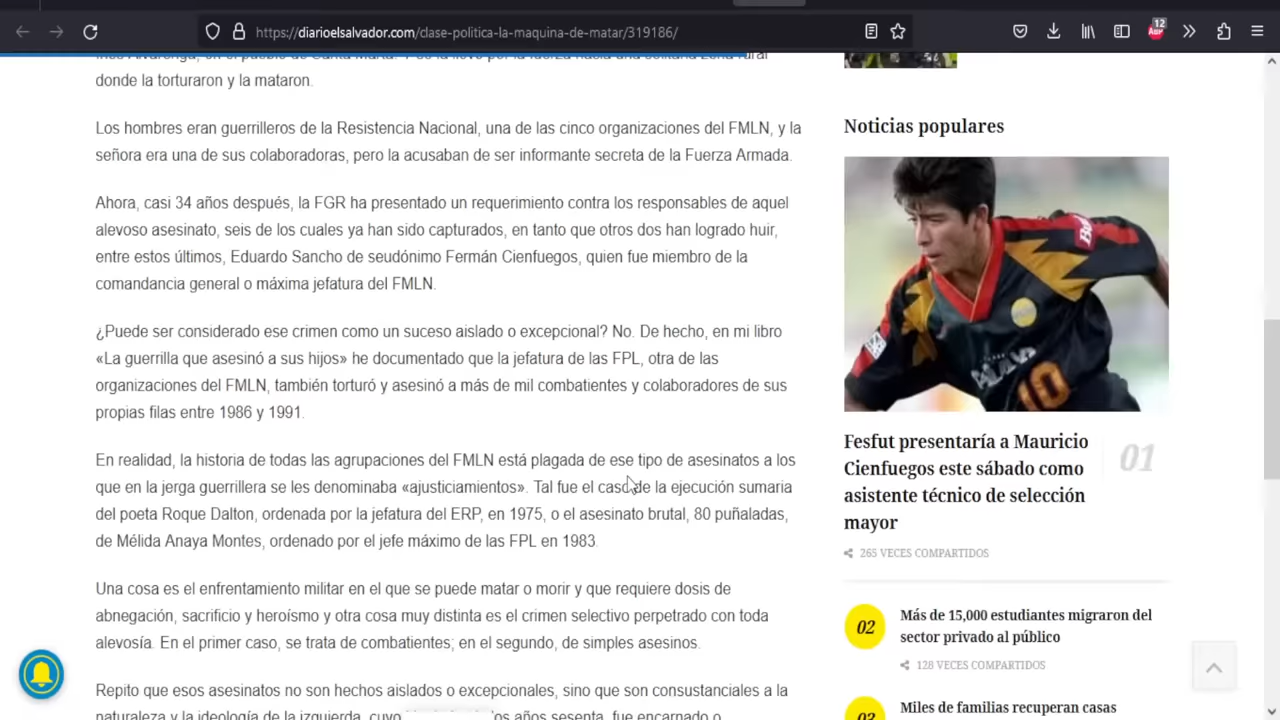 https://diarioelsalvador.com/clase-politica-la-maquina-de-matar/319186/
12
donde la torturaron y la mataron.
Los hombres eran guerrilleros de la Resistencia Nacional, una de las cinco organizaciones del FMLN, y la
señora era una de sus colaboradoras, pero la acusaban de ser informante secreta de la Fuerza Armada.
Ahora, casi 34 años después, la FGR ha presentado un requerimiento contra los responsables de aquel
alevoso asesinato, seis de los cuales ya han sido capturados, en tanto que otros dos han logrado huir,
entre estos últimos, Eduardo Sancho de seudónimo Fermán Cienfuegos, quien fue miembro de la
comandancia general o máxima jefatura del FMLN.
¿Puede ser considerado ese crimen como un suceso aislado o excepcional? No. De hecho, en mi libro
«La guerrilla que asesinó a sus hijos» he documentado que la jefatura de las FPL, otra de las
organizaciones del FMLN, también torturó y asesinó a más de mil combatientes y colaboradores de sus
propias filas entre 1986 y 1991.
En realidad, la historia de todas las agrupaciones del FMLN está plagada de ese tipo de asesinatos a los
que en la jerga guerrillera se les denominaba «ajusticiamientos». Tal fue el caso de la ejecución sumaria
del poeta Roque Dalton, ordenada por la jefatura del ERP, en 1975, o el asesinato brutal, 80 puñaladas,
de Mélida Anaya Montes, ordenado por el jefe máximo de las FPL en 1983.
Una cosa es el enfrentamiento militar en el que se puede matar o morir y que requiere dosis de
abnegación, sacrificio y heroísmo y otra cosa muy distinta es el crimen selectivo perpetrado con toda
alevosía. En el primer caso, se trata de combatientes; en el segundo, de simples asesinos.
Repito que esos asesinatos no son hechos aislados o excepcionales, sino que son consustanciales a la
naturaleza y la ideología de la izquierda, cuyo los años sesenta, fue encarnado o
Noticias populares
10
Fesfut presentaría a Mauricio
Cienfuegos este sábado como
asistente técnico de selección
mayor
01
265 VECES COMPARTIDOS
02
Más de 15,000 estudiantes migraron del
sector privado al público
128 VECES COMPARTIDOS
Miles de familias recuperan casas